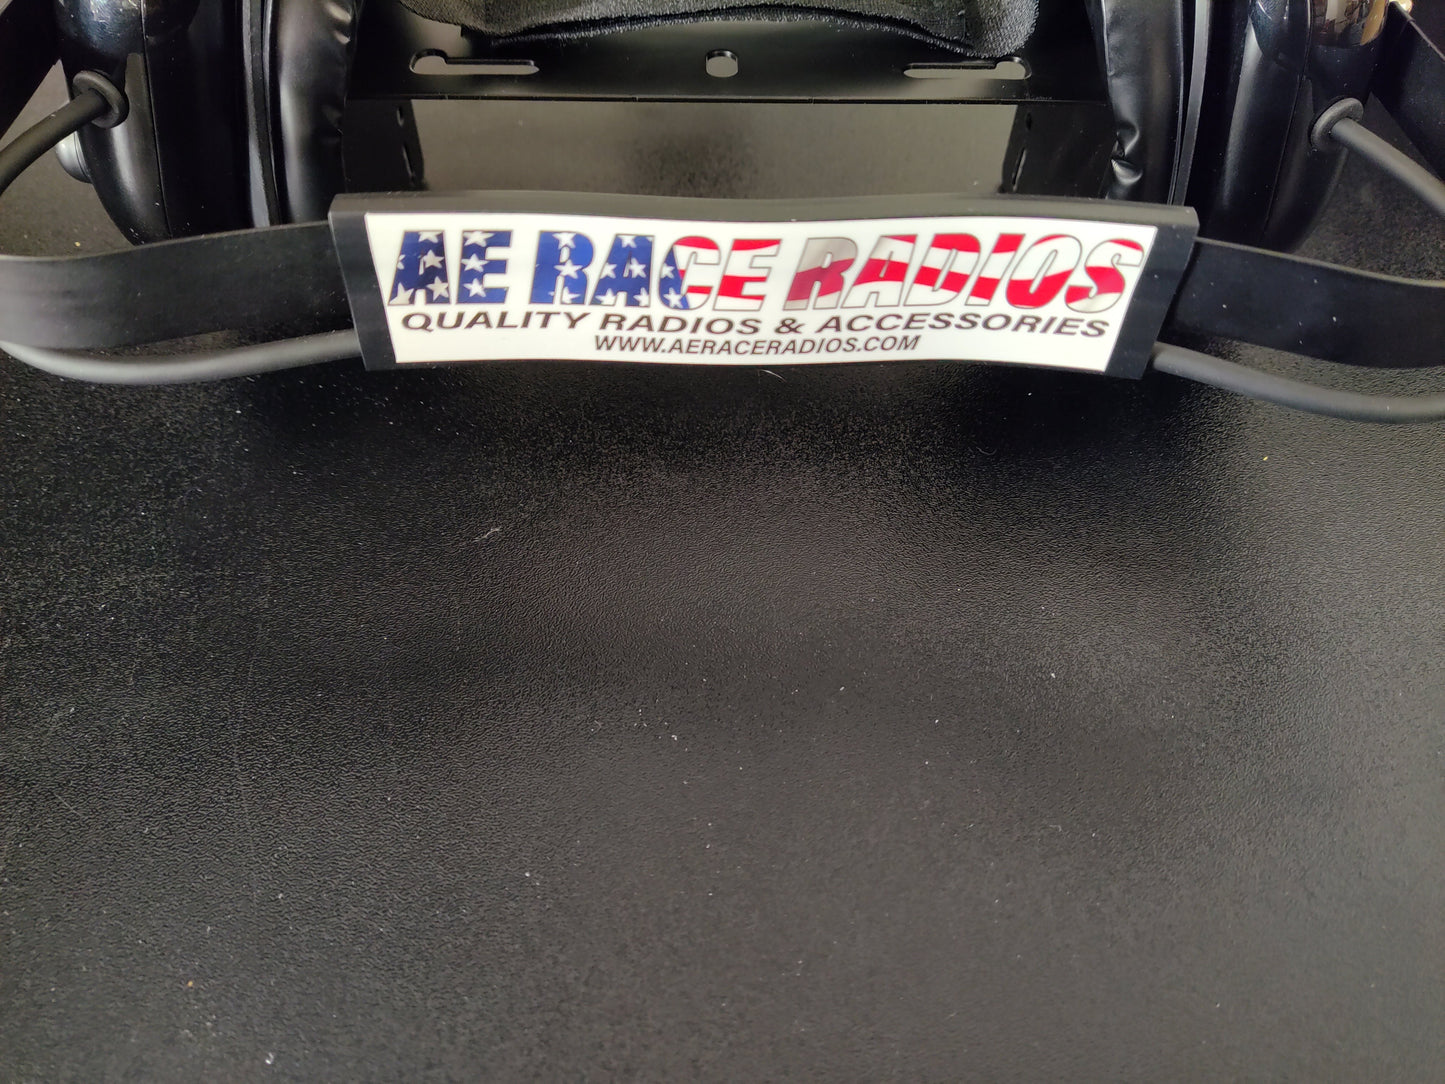 AE RACE RADIOS
QUALITY RADIOS & ACCESSORIES
WWW.AERACERADIOS.COM